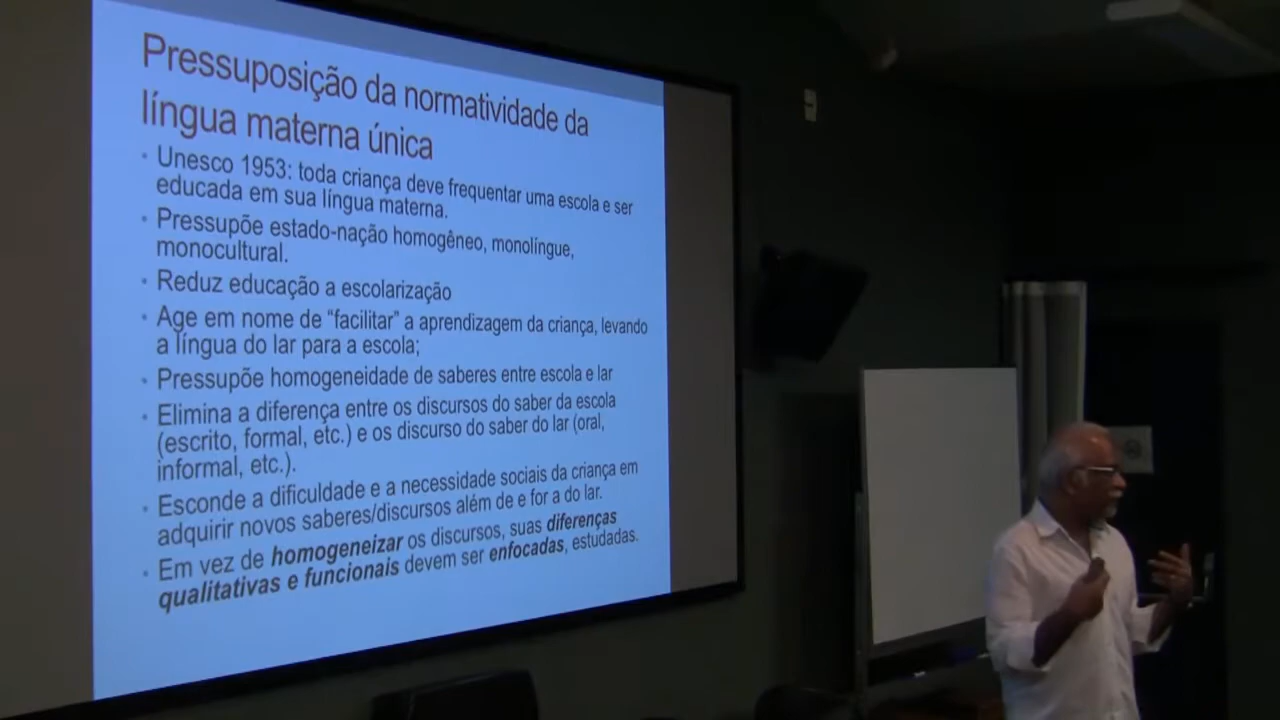 Pressuposição da normatividade da
língua materna única
• Unesco 1953: toda criança deve frequentar uma escola e ser
educada em sua língua materna.
• Pressupõe estado-nação homogêneo, monolíngue,
monocultural.
• Reduz educação a escolarização
• Age em nome de “facilitar” a aprendizagem da criança, levando
a língua do lar para a escola;
• Pressupõe homogeneidade de saberes entre escola e lar
• Elimina a diferença entre os discursos do saber da escola
(escrito, formal, etc.) e os discurso do saber do lar (oral,
informal, etc.).
• Esconde a dificuldade e a necessidade sociais da criança em
adquirir novos saberes/discursos além de e for a do lar.
• Em vez de homogeneizar os discursos, suas diferenças
qualitativas e funcionais devem ser enfocadas, estudadas.